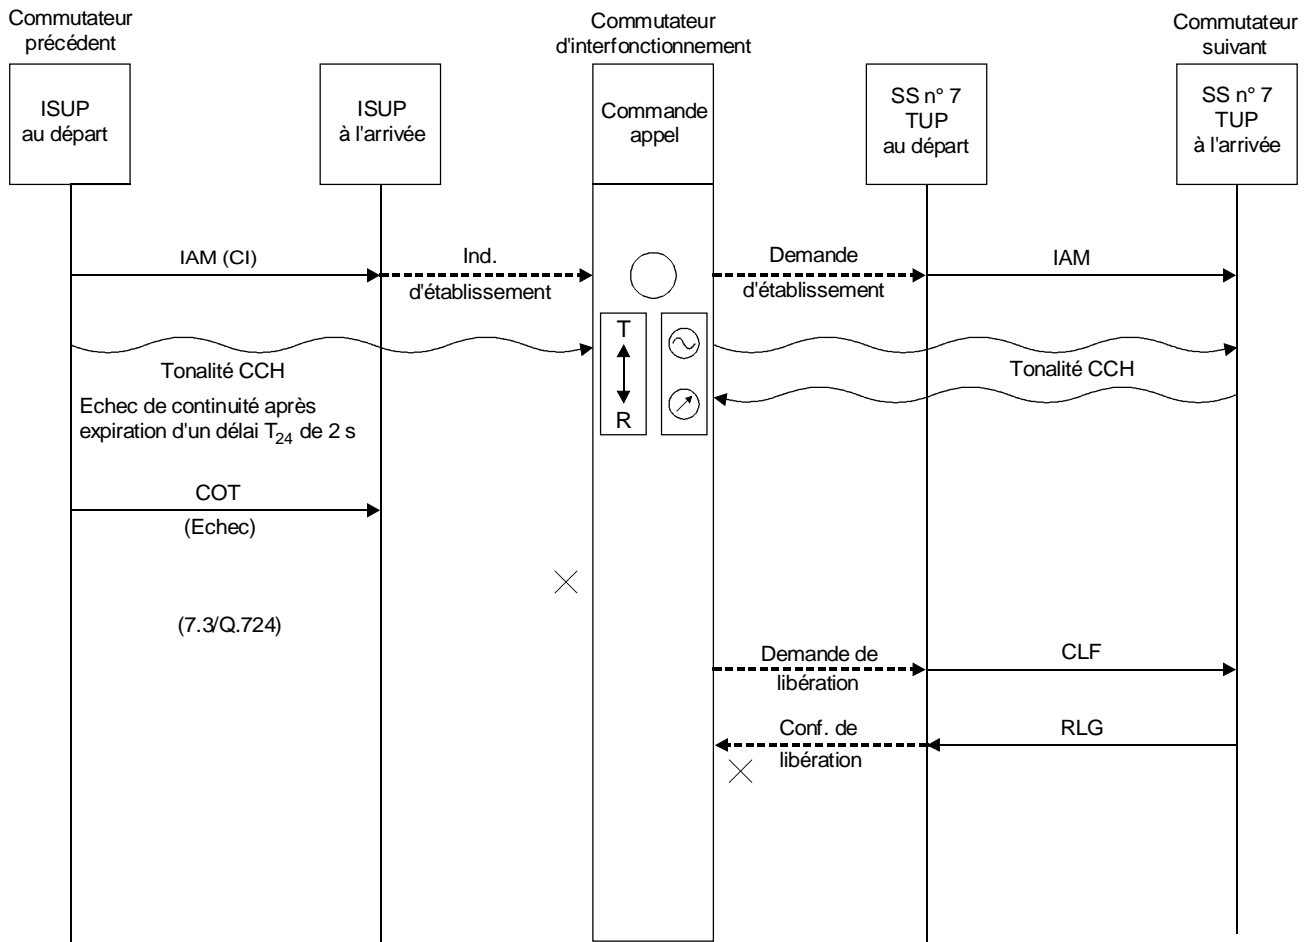 Commutateur
précédent
Commutateur
d'interfonctionnement
Commutateur
suivant
ISUP
au départ
ISUP
à l'arrivée
Commande
appel
SS n° 7
TUP
au départ
SS n° 7
TUP
à l'arrivée
IAM (CI)
Ind.
d'établissement
Demande
d'établissement
IAM
T
R
Tonalité CCH
Tonalité CCH
Echec de continuité après
expiration d'un délai T24 de 2 s
COT
(Echec)
(7.3/Q.724)
Demande de
libération
CLF
Conf. de
libération
RLG